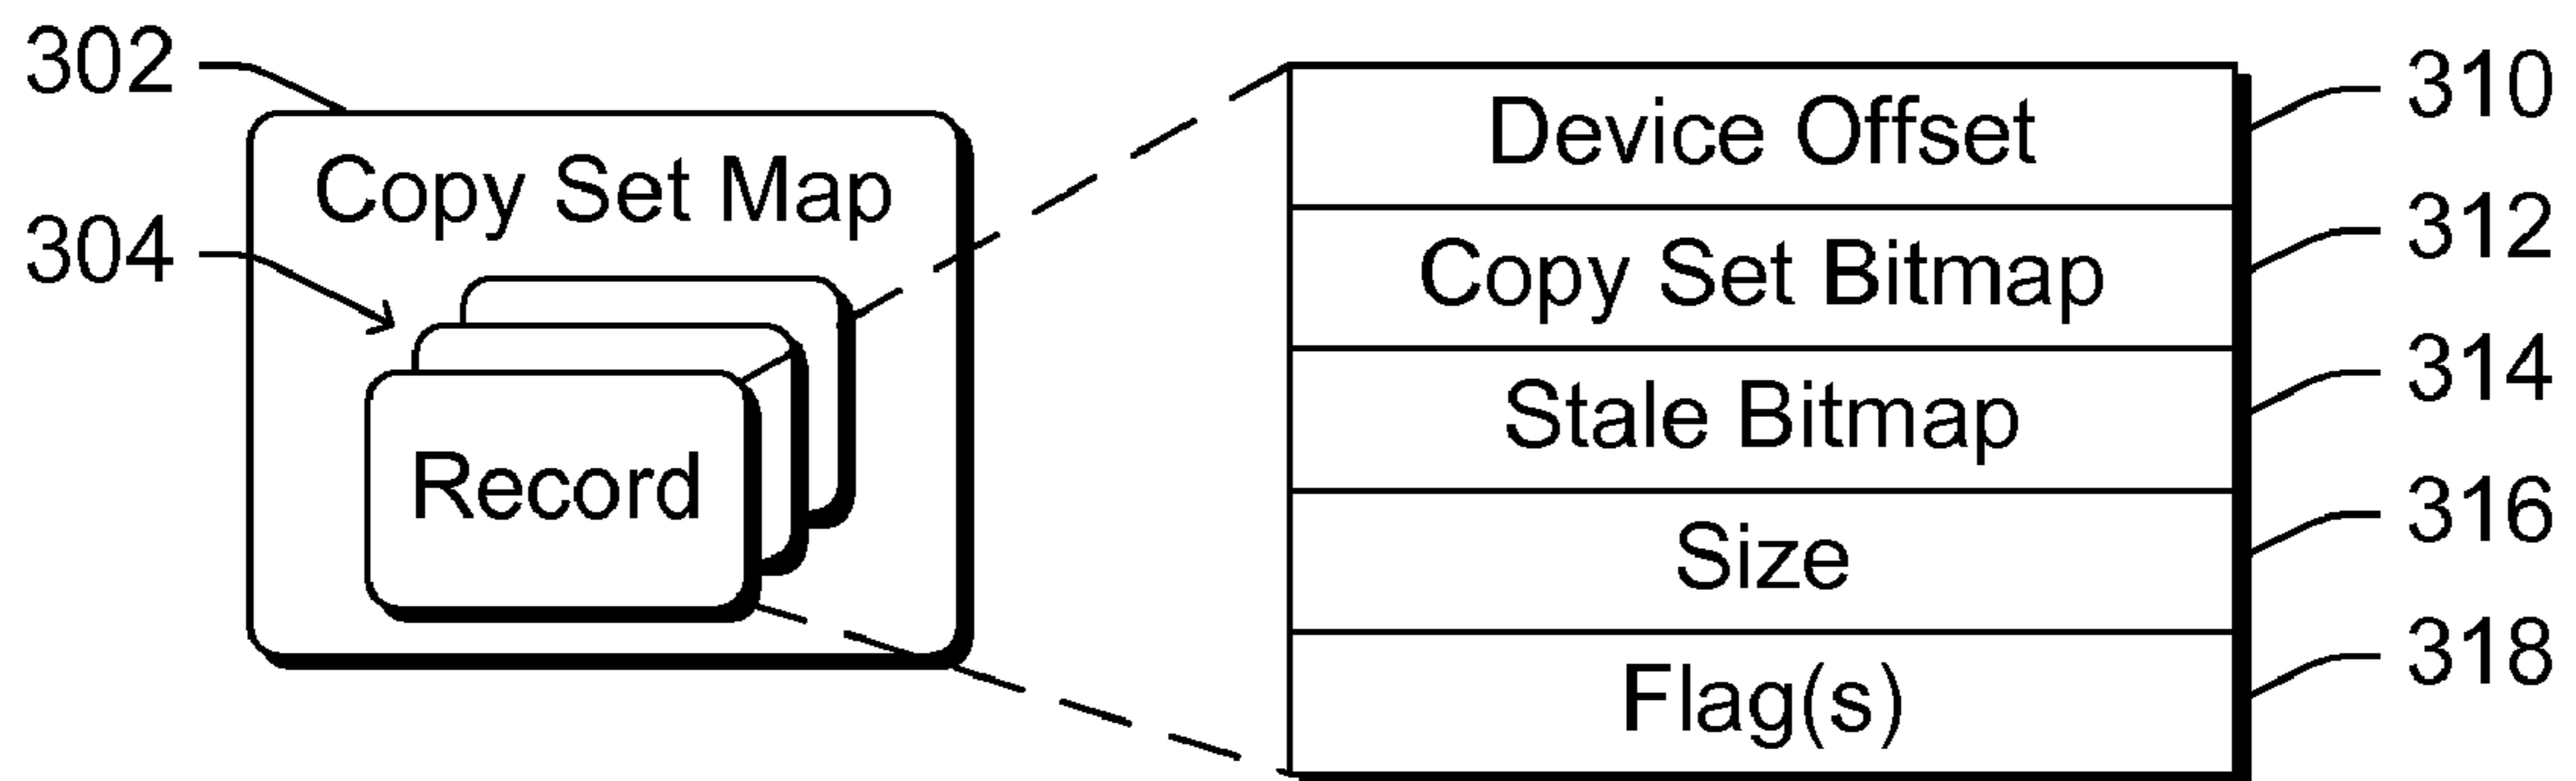 302
Copy Set Map
304
Record
Device Offset
310
Copy Set Bitmap
312
Stale Bitmap
314
Size
316
Flag(s)
318